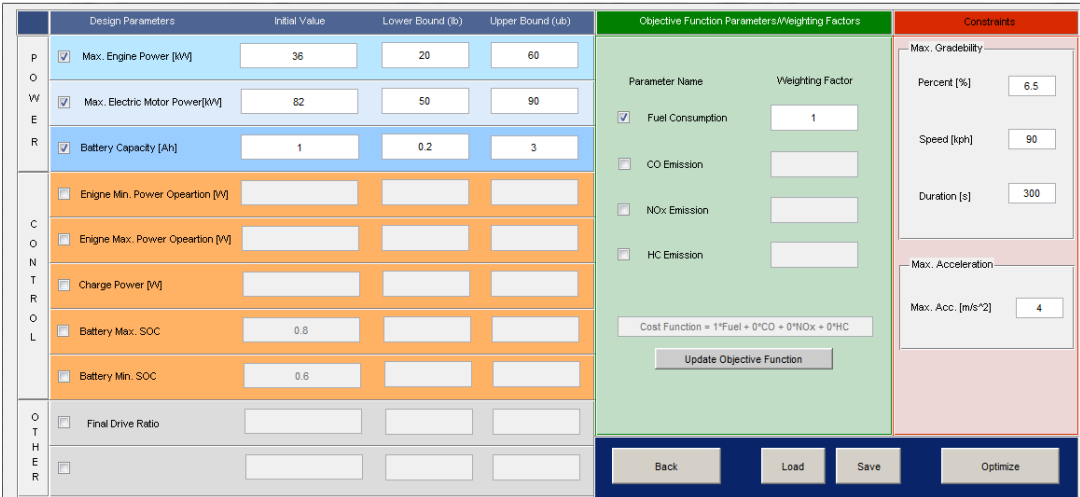 Design Parameters Initial Value Lower Bound (lb) Upper Bound (ub) Objective Function Parameters/Weighting Factors Constraints
POWER
Max. Engine Power [kW] 36 20 60
Max. Electric Motor Power[kW] 82 50 90
Battery Capacity [Ah] 1 0.2 3
CONTROL
Enigne Min. Power Opeartion [W]
Enigne Max. Power Opeartion [W]
Charge Power [W]
Battery Max. SOC 0.8
Battery Min. SOC 0.6
OTHER
Final Drive Ratio
Parameter Name Weighting Factor
Fuel Consumption 1
CO Emission
NOx Emission
HC Emission
Cost Function = 1*Fuel + 0*CO + 0*NOx + 0*HC
Update Objective Function
Max. Gradebility
Percent [%] 6.5
Speed [kph] 90
Duration [s] 300
Max. Acceleration
Max. Acc. [m/s^2] 4
Back Load Save Optimize